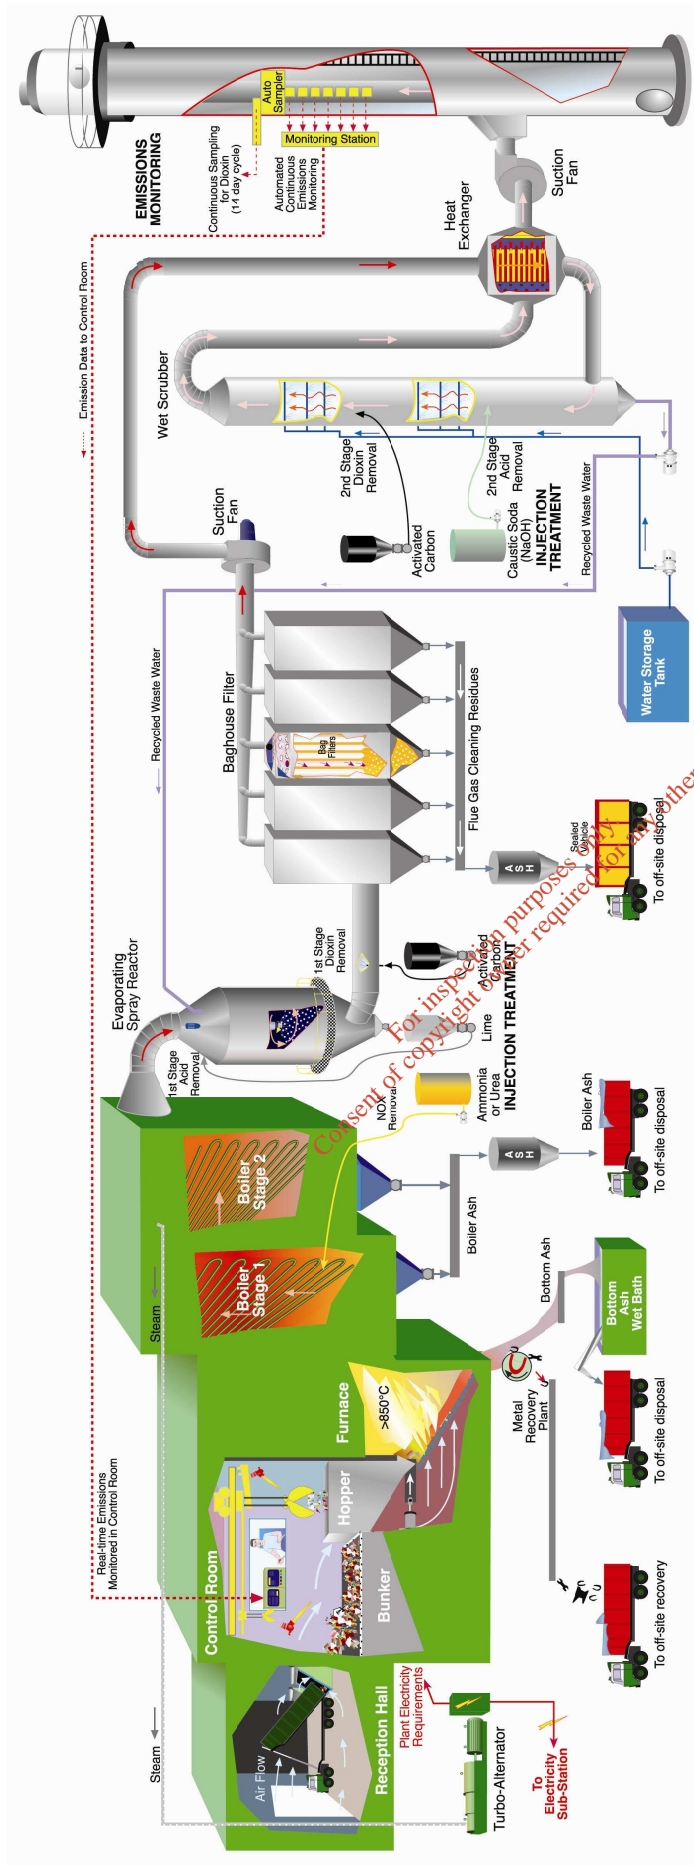 Reception Hall
Air Flow
Steam
Turbo-Alternator
Plant Electricity
Requirements
To
Electricity
Sub-Station
Real-time Emissions
Monitored in Control Room
Control Room
Bunker
Hopper
Furnace
>850°C
To off-site recovery
Metal
Recovery
Plant
To off-site disposal
Bottom Ash
Bottom
Ash
Wet Bath
Steam
Boiler
Stage 1
Boiler
Stage 2
Boiler Ash
ASH
Boiler Ash
To off-site disposal
NOX
Removal
Ammonia
or Urea
INJECTION TREATMENT
1st Stage
Acid
Removal
Evaporating
Spray Reactor
Lime
1st Stage
Dioxin
Removal
Activated
Carbon
Recycled Waste Water
Baghouse Filter
Bag
Filters
Flue Gas Cleaning Residues
ASH
Sealed
Vehicle
To off-site disposal
Suction
Fan
Water Storage
Tank
Recycled Waste Water
Activated
Carbon
2nd Stage
Dioxin
Removal
Caustic Soda
(NaOH)
INJECTION
TREATMENT
2nd Stage
Acid
Removal
Wet Scrubber
Emission Data to Control Room
Heat
Exchanger
Suction
Fan
EMISSIONS
MONITORING
Continuous Sampling
for Dioxin
(14 day cycle)
Automated
Continuous
Emissions
Monitoring
Monitoring Station
Auto
Sampler
For inspection purposes only.
Consent of copyright owner required for any other